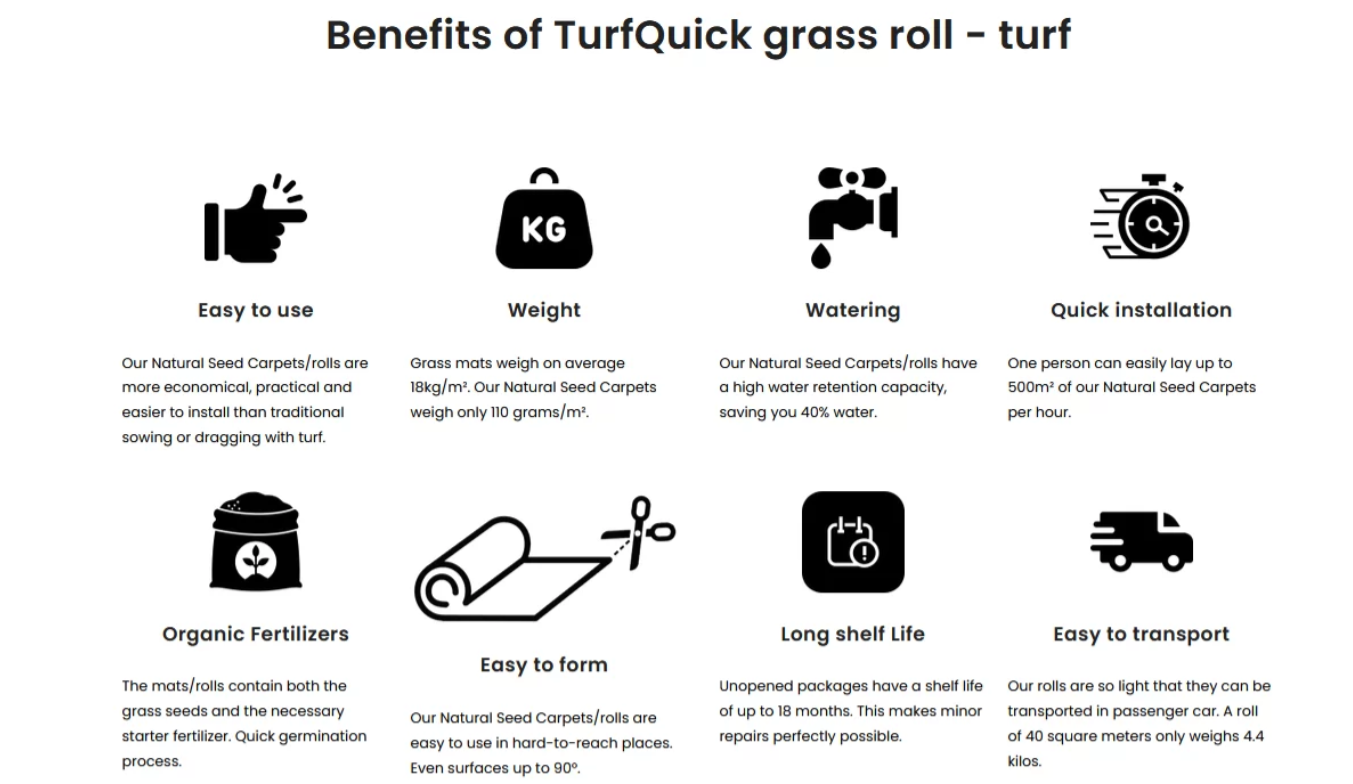 Benefits of TurfQuick grass roll - turf
KG
Easy to use
Our Natural Seed Carpets/rolls are
more economical, practical and
easier to install than traditional
sowing or dragging with turf.
Weight
Grass mats weigh on average
18kg/m². Our Natural Seed Carpets
weigh only 110 grams/m².
Watering
Our Natural Seed Carpets/rolls have
a high water retention capacity,
saving you 40% water.
Quick installation
One person can easily lay up to
500m² of our Natural Seed Carpets
per hour.
Organic Fertilizers
The mats/rolls contain both the
grass seeds and the necessary
starter fertilizer. Quick germination
process.
Easy to form
Our Natural Seed Carpets/rolls are
easy to use in hard-to-reach places.
Even surfaces up to 90°.
Long shelf Life
Unopened packages have a shelf life
of up to 18 months. This makes minor
repairs perfectly possible.
Easy to transport
Our rolls are so light that they can be
transported in passenger car. A roll
of 40 square meters only weighs 4.4
kilos.